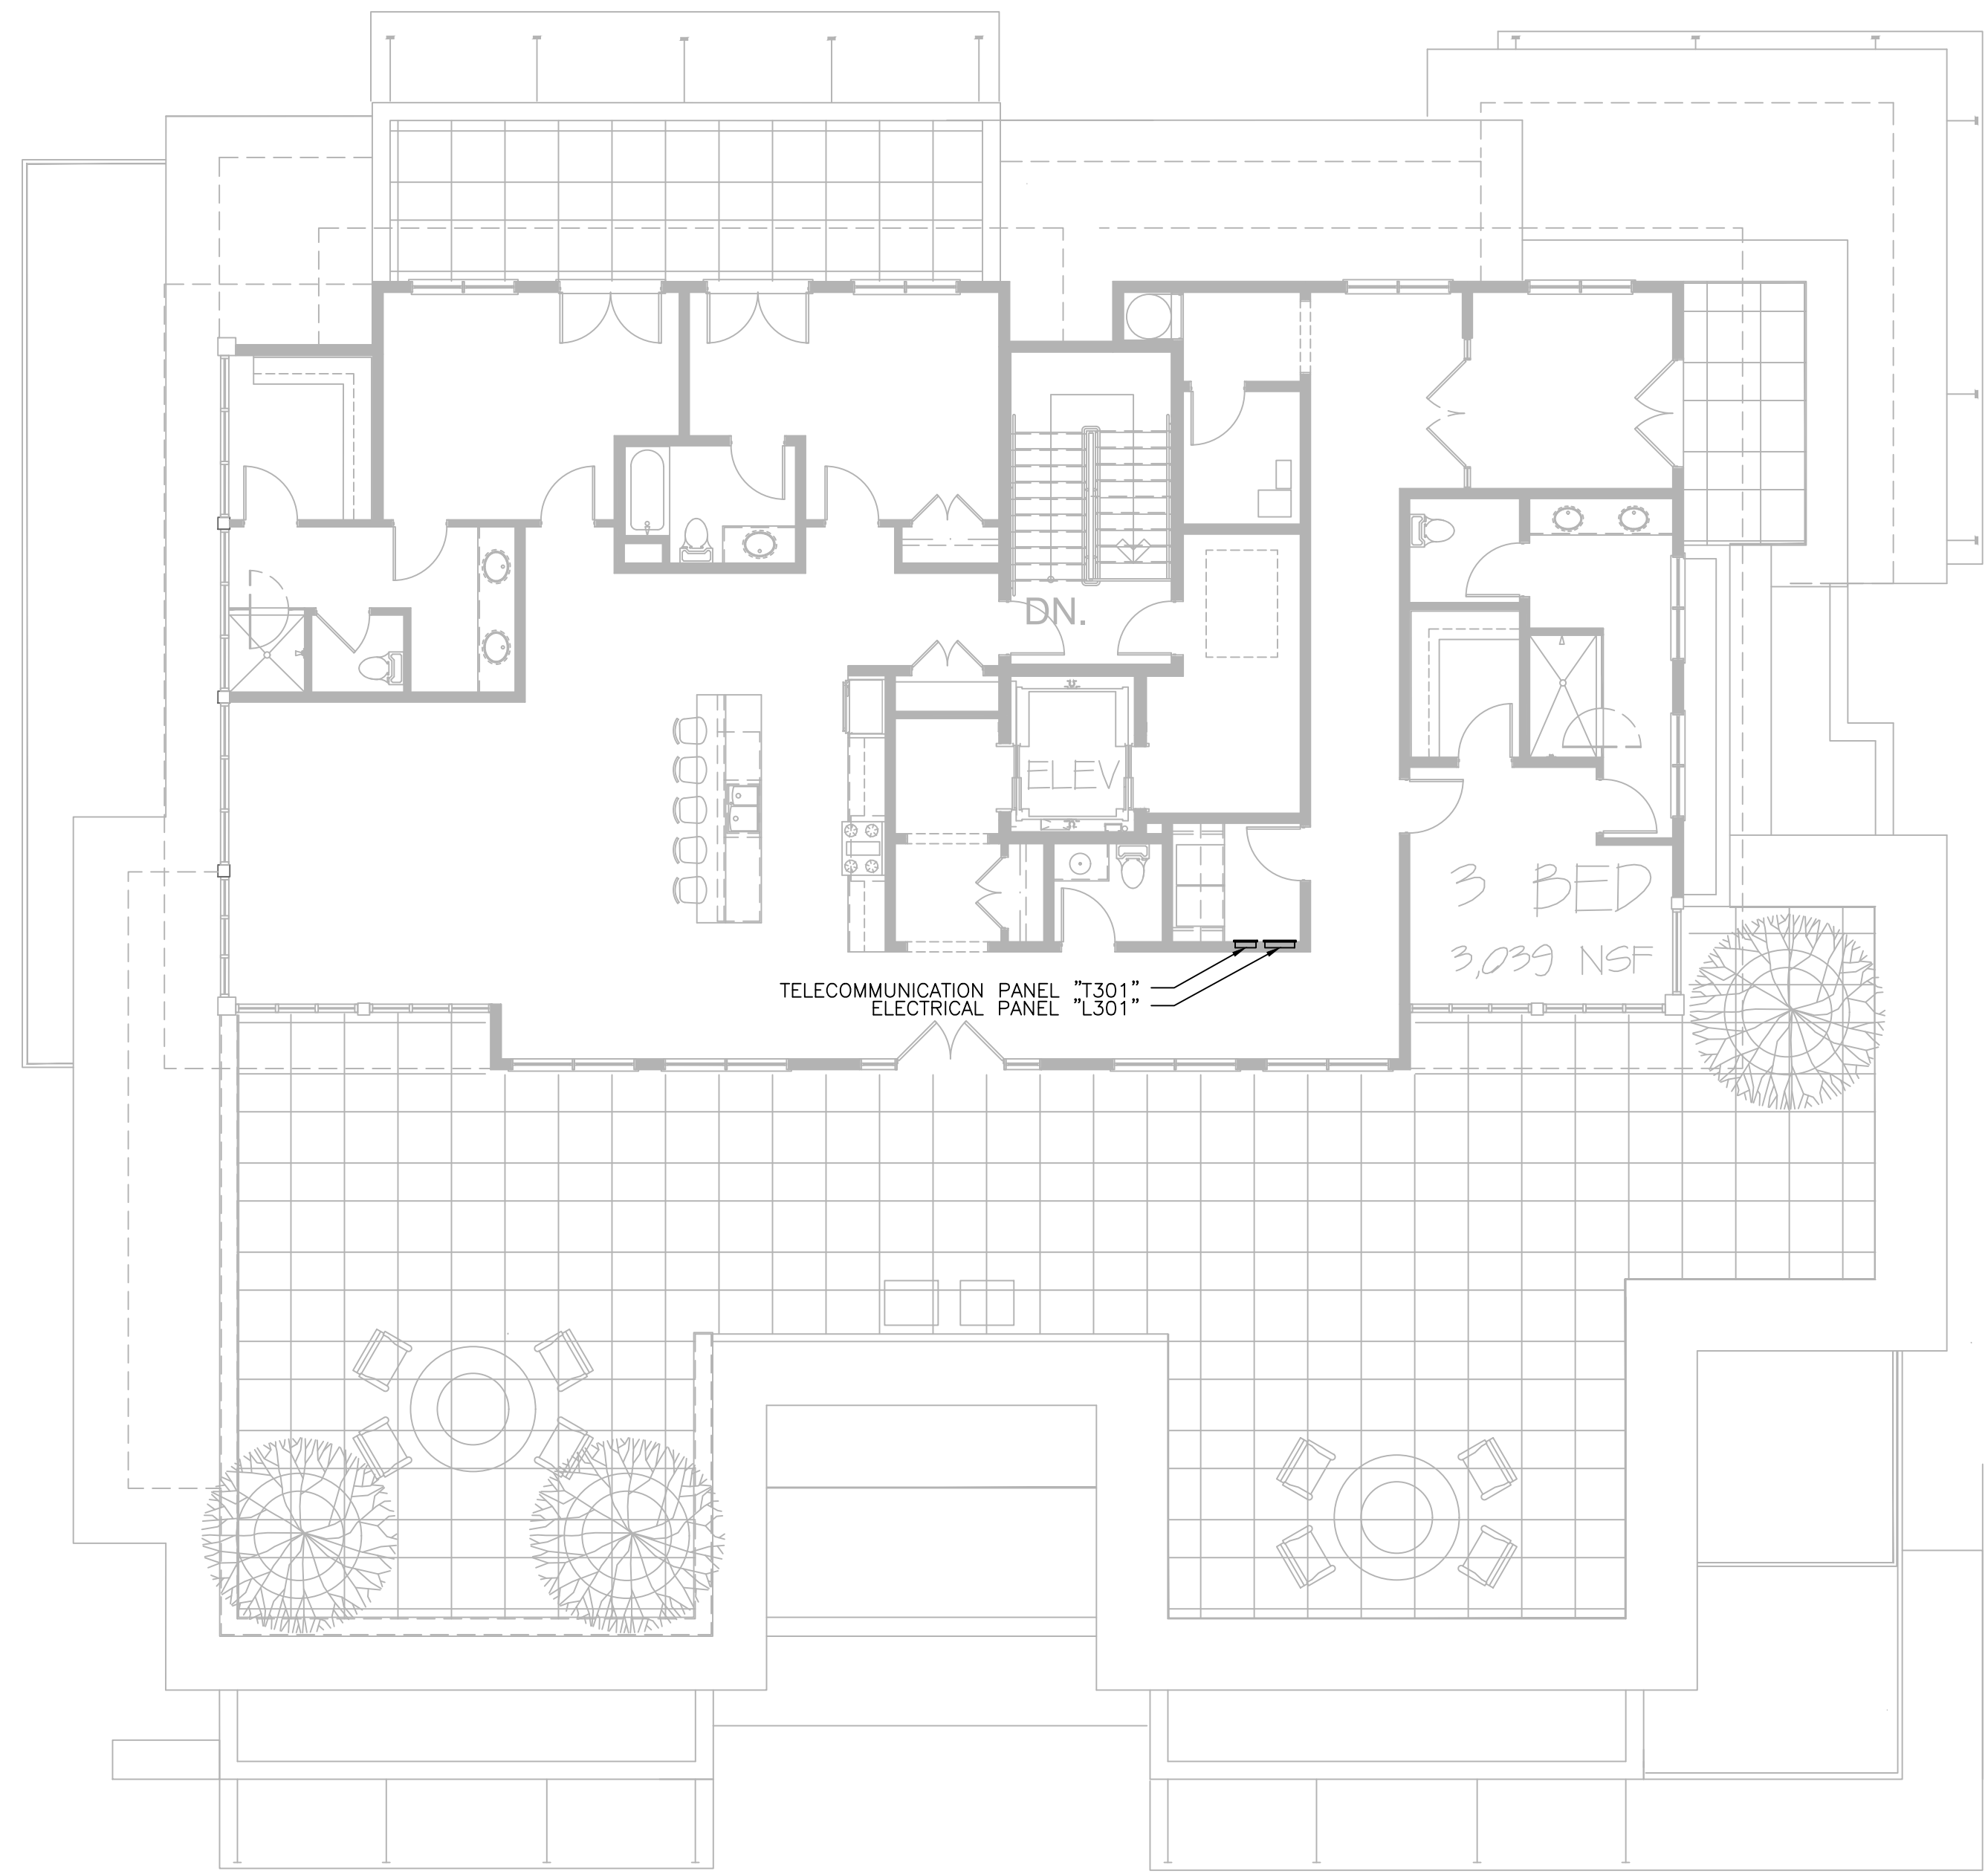 DN.
ELEV
3 BED
3,039 NSF
TELECOMMUNICATION PANEL "T301"
ELECTRICAL PANEL "L301"